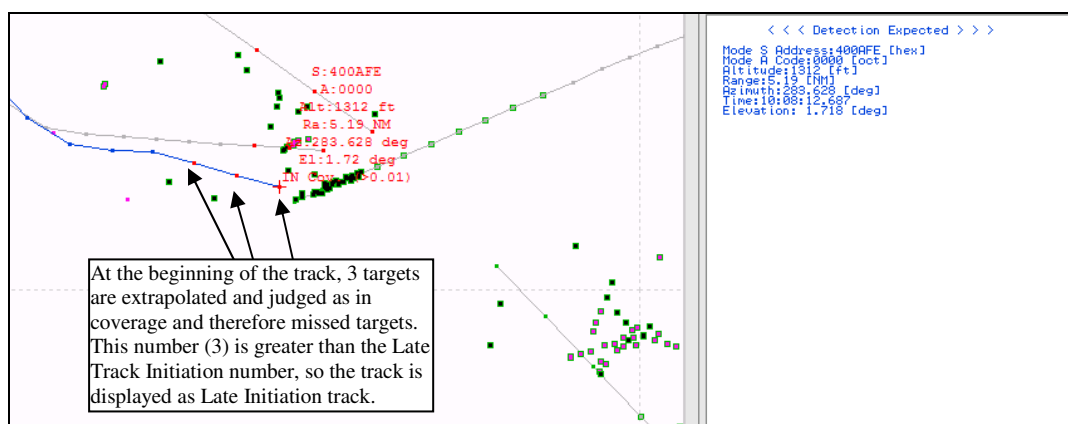 S:400AFE
A:0000
Alt:1312 ft
Ra:5.19 NM
283.628 deg
El:1.72 deg
IN Cov >0.01)
At the beginning of the track, 3 targets
are extrapolated and judged as in
coverage and therefore missed targets.
This number (3) is greater than the Late
Track Initiation number, so the track is
displayed as Late Initiation track.
< < < Detection Expected > > >
Mode S Address:400AFE [hex]
Mode A Code:0000 [oct]
Altitude:1312 [ft]
Range:5.19 [NM]
Azimuth:283.628 [deg]
Time:10:08:12.687
Elevation: 1.718 [deg]